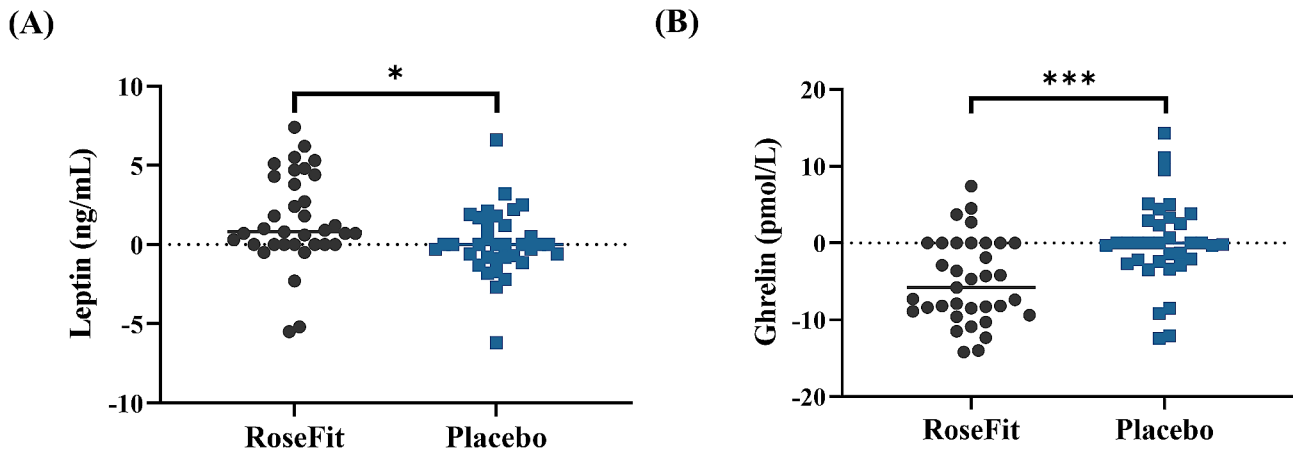 (A)
(B)
*
***
10
5
0
-5
-10
Leptin (ng/mL)
RoseFit
Placebo
20
10
0
-10
-20
Ghrelin (pmol/L)
RoseFit
Placebo